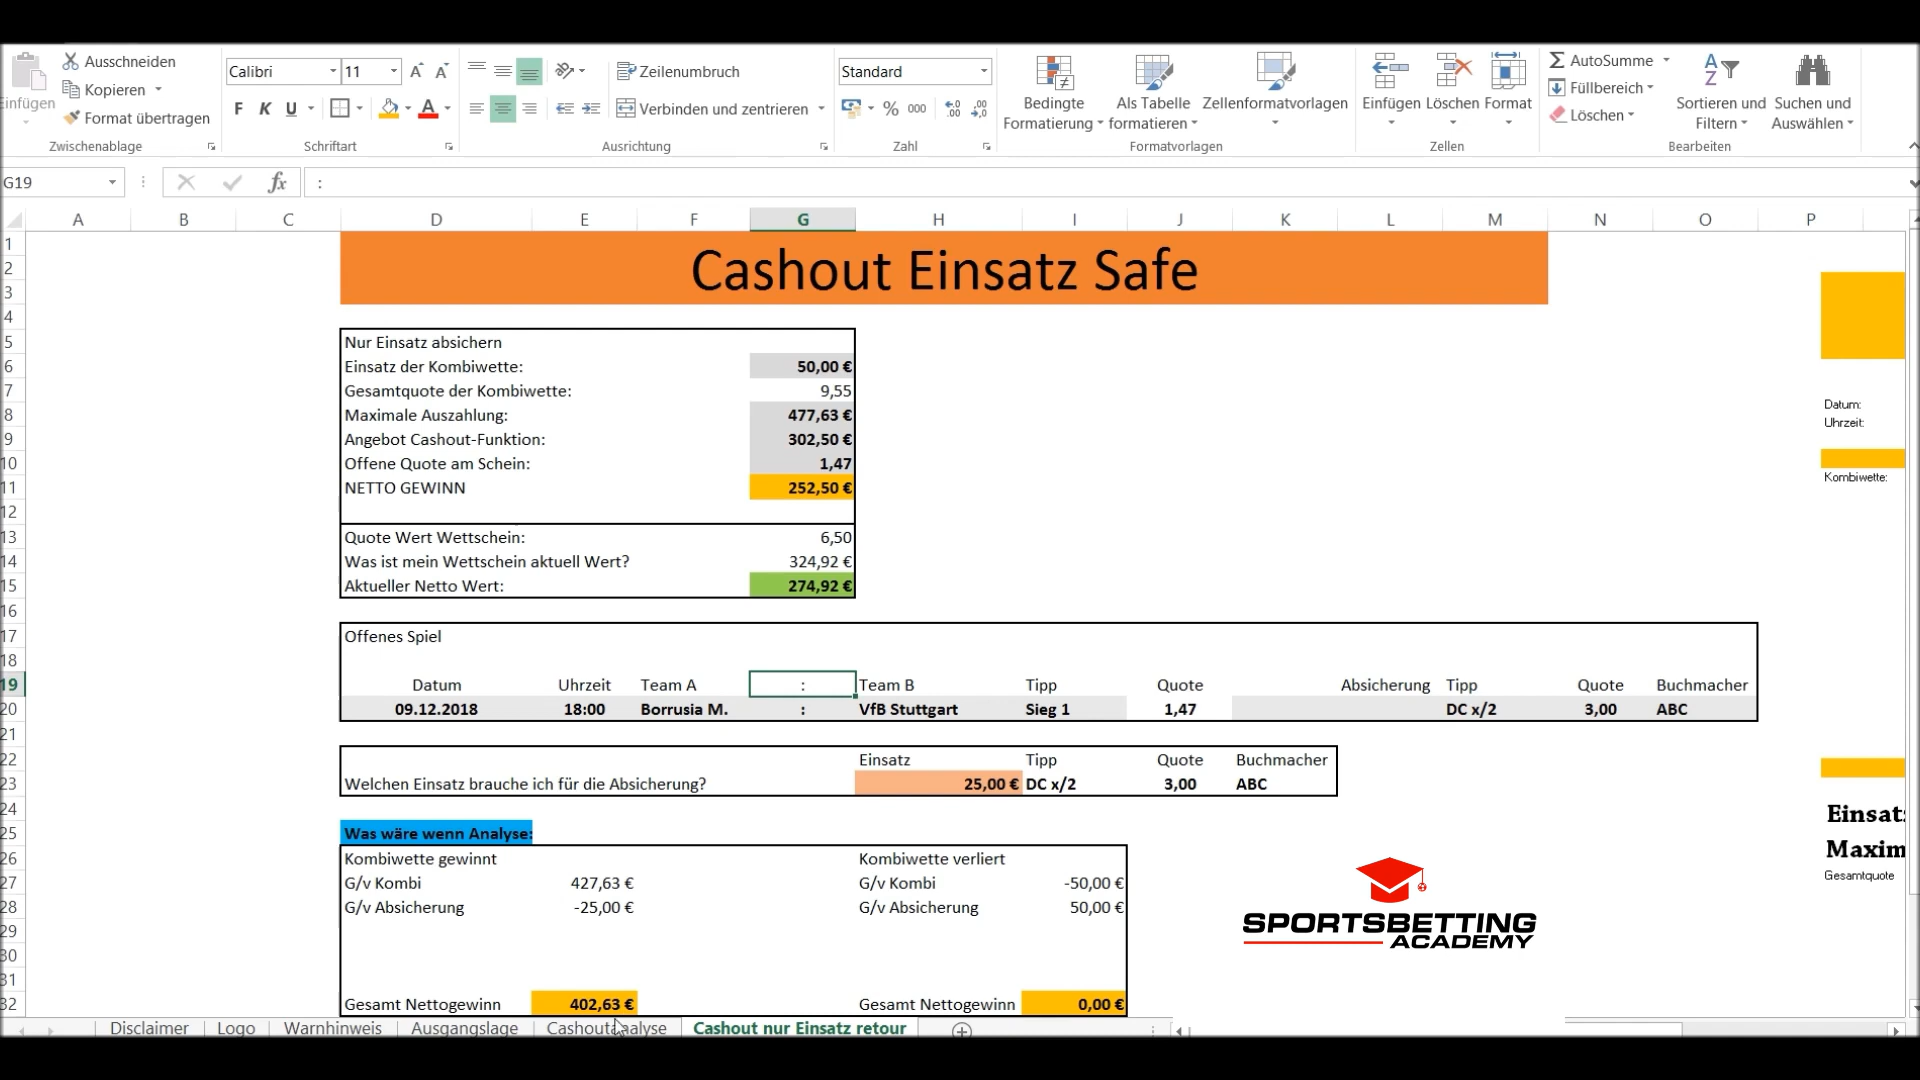 Ausschneiden
Kopieren
Format übertragen
Zwischenablage
Calibri 11
F K U
Schriftart
Zeilenumbruch
Verbinden und zentrieren
Ausrichtung
Standard
% 000
Zahl
Bedingte Formatierung
Als Tabelle formatieren
Zellenformatvorlagen
Formatvorlagen
Einfügen Löschen Format
Zellen
AutoSumme
Füllbereich
Löschen
Sortieren und Filtern
Suchen und Auswählen
Bearbeiten
G19 fx :
A B C D E F G H I J K L M N O P
Cashout Einsatz Safe
Nur Einsatz absichern
Einsatz der Kombiwette: 50,00 €
Gesamtquote der Kombiwette: 9,55
Maximale Auszahlung: 477,63 €
Angebot Cashout-Funktion: 302,50 €
Offene Quote am Schein: 1,47
NETTO GEWINN 252,50 €
Quote Wert Wettschein: 6,50
Was ist mein Wettschein aktuell Wert? 324,92 €
Aktueller Netto Wert: 274,92 €
Datum:
Uhrzeit:
Kombiwette:
Offenes Spiel
Datum Uhrzeit Team A : Team B Tipp Quote Absicherung Tipp Quote Buchmacher
09.12.2018 18:00 Borrusia M. : VfB Stuttgart Sieg 1 1,47 DC x/2 3,00 ABC
Einsatz Tipp Quote Buchmacher
Welchen Einsatz brauche ich für die Absicherung? 25,00 € DC x/2 3,00 ABC
Was wäre wenn Analyse:
Kombiwette gewinnt Kombiwette verliert
G/v Kombi 427,63 € G/v Kombi -50,00 €
G/v Absicherung -25,00 € G/v Absicherung 50,00 €
Gesamt Nettogewinn 402,63 € Gesamt Nettogewinn 0,00 €
Gesamtquote
SPORTSBETTING
ACADEMY
Disclaimer Logo Warnhinweis Ausgangslage Cashoutanalyse Cashout nur Einsatz retour